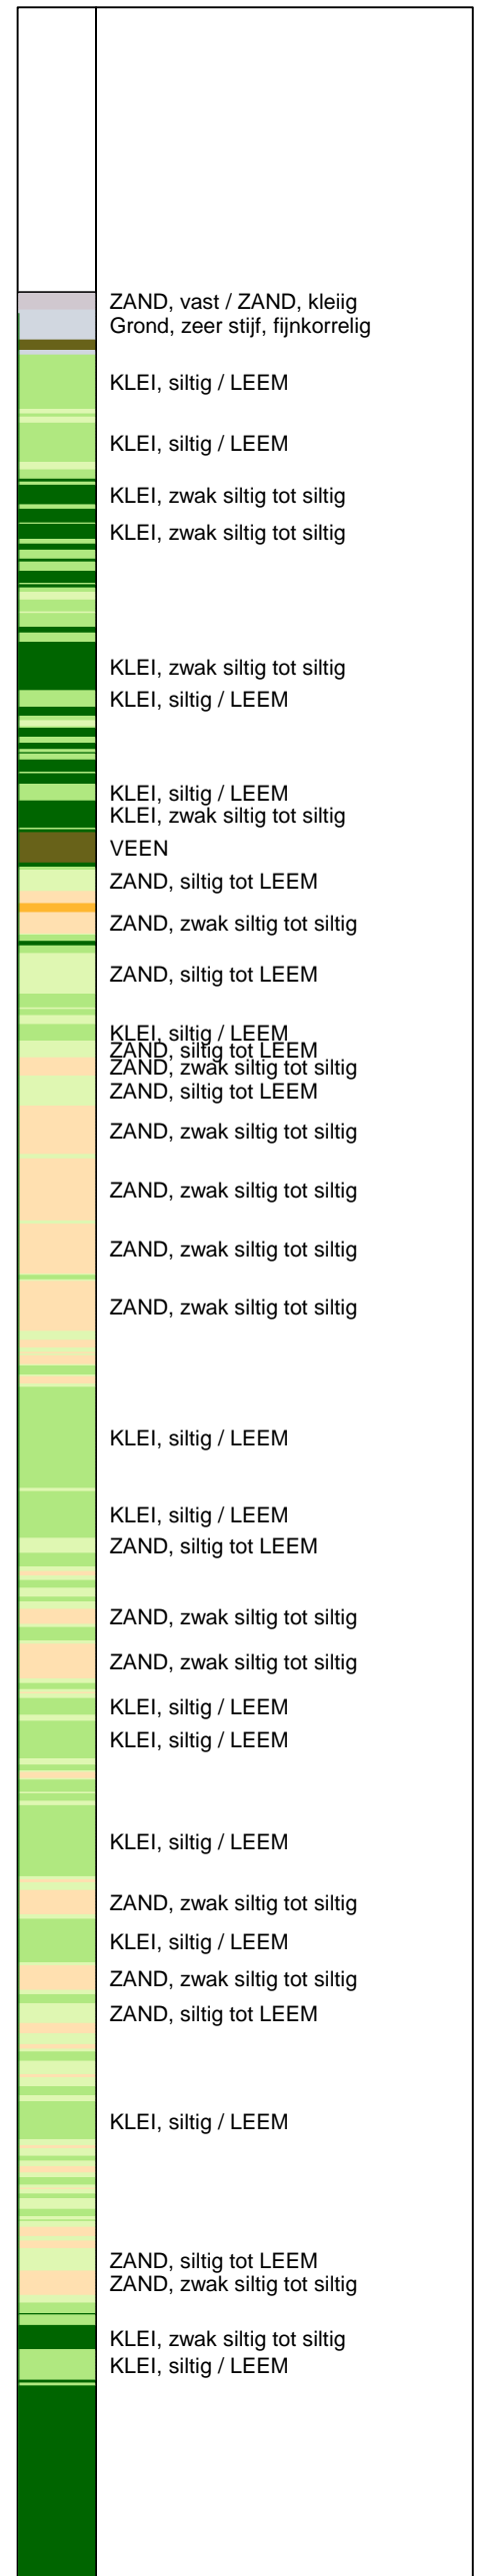 ZAND, vast / ZAND, kleiig
Grond, zeer stijf, fijnkorrelig
KLEI, siltig / LEEM
KLEI, siltig / LEEM
KLEI, zwak siltig tot siltig
KLEI, zwak siltig tot siltig
KLEI, zwak siltig tot siltig
KLEI, siltig / LEEM
KLEI, siltig / LEEM
KLEI, zwak siltig tot siltig
VEEN
ZAND, siltig tot LEEM
ZAND, zwak siltig tot siltig
ZAND, siltig tot LEEM
KLEI, siltig / LEEM
ZAND, siltig tot LEEM
ZAND, zwak siltig tot siltig
ZAND, siltig tot LEEM
ZAND, zwak siltig tot siltig
ZAND, zwak siltig tot siltig
ZAND, zwak siltig tot siltig
ZAND, zwak siltig tot siltig
KLEI, siltig / LEEM
KLEI, siltig / LEEM
ZAND, siltig tot LEEM
ZAND, zwak siltig tot siltig
ZAND, zwak siltig tot siltig
KLEI, siltig / LEEM
KLEI, siltig / LEEM
KLEI, siltig / LEEM
ZAND, zwak siltig tot siltig
KLEI, siltig / LEEM
ZAND, zwak siltig tot siltig
ZAND, siltig tot LEEM
KLEI, siltig / LEEM
ZAND, siltig tot LEEM
ZAND, zwak siltig tot siltig
KLEI, zwak siltig tot siltig
KLEI, siltig / LEEM